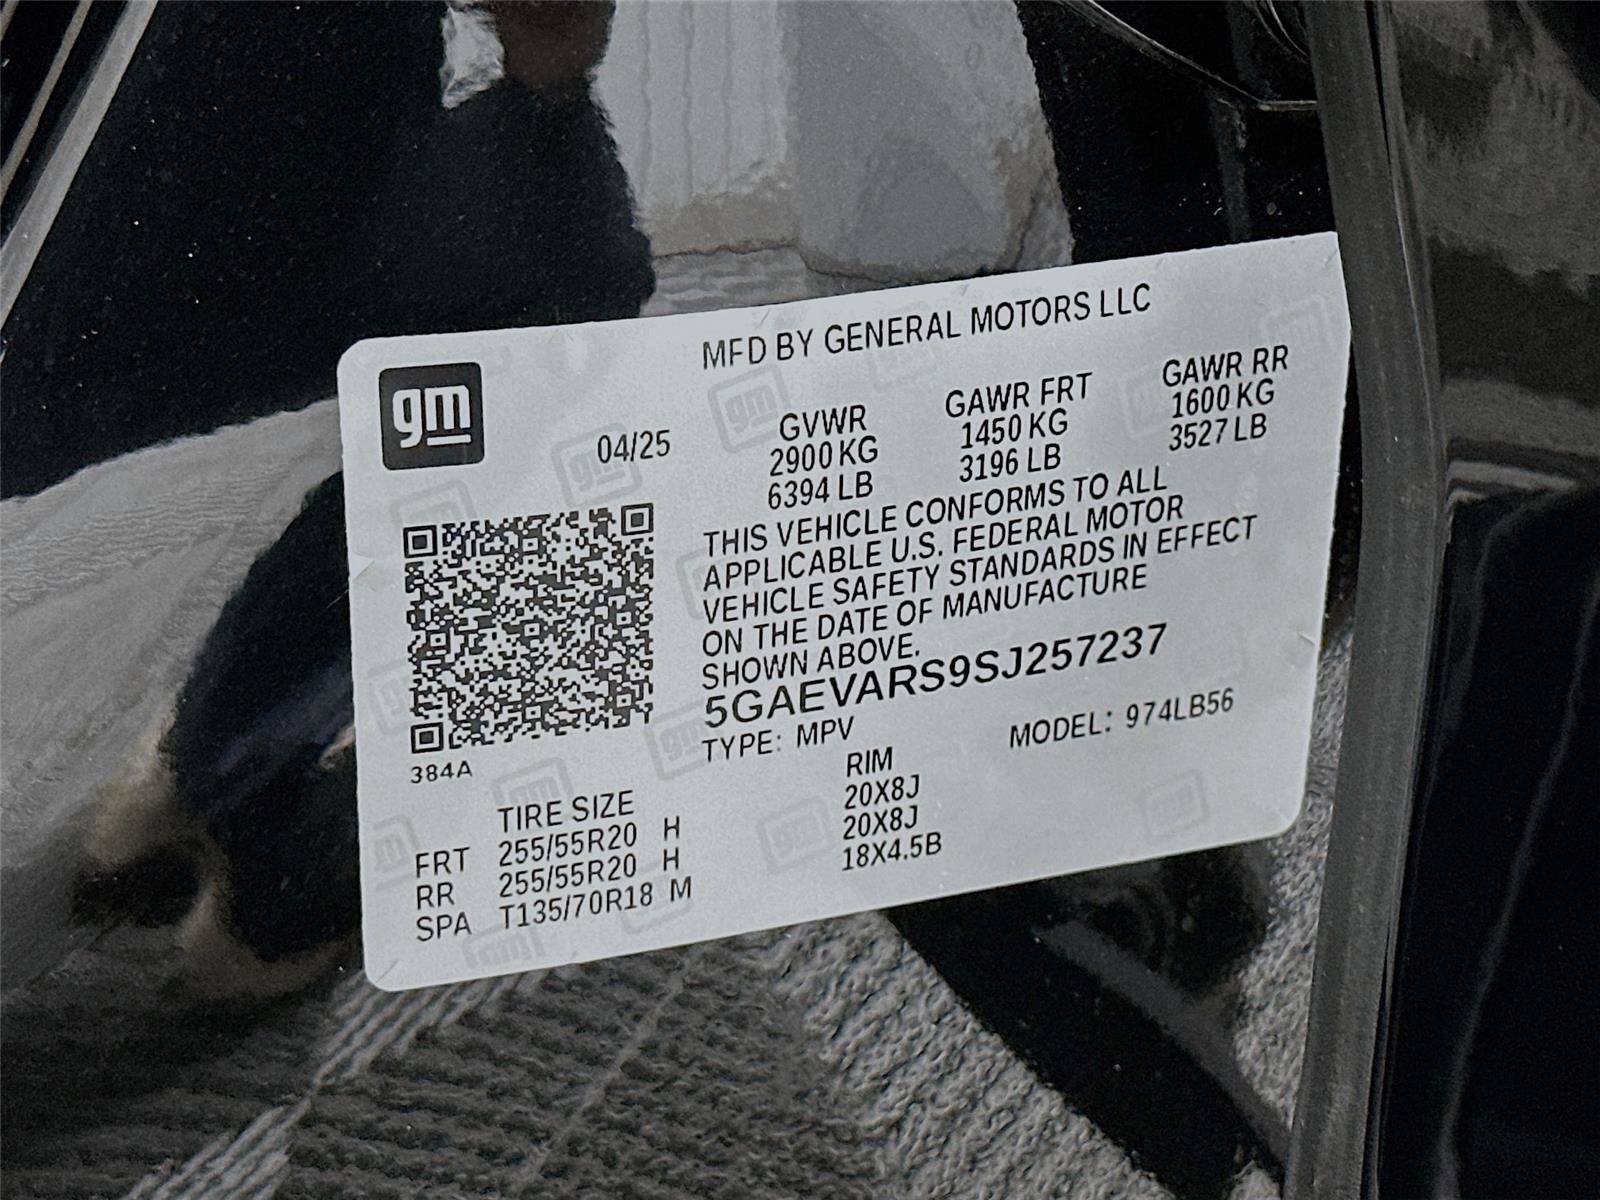 MFD BY GENERAL MOTORS LLC
gm
04/25
GVWR GAWR FRT GAWR RR
2900 KG 1450 KG 1600 KG
6394 LB 3196 LB 3527 LB
THIS VEHICLE CONFORMS TO ALL
APPLICABLE U.S. FEDERAL MOTOR
VEHICLE SAFETY STANDARDS IN EFFECT
ON THE DATE OF MANUFACTURE
SHOWN ABOVE.
5GAEVARS9SJ257237
TYPE: MPV MODEL: 974LB56
384A
TIRE SIZE RIM
FRT 255/55R20 H 20X8J
RR 255/55R20 H 20X8J
SPA T135/70R18 M 18X4.5B